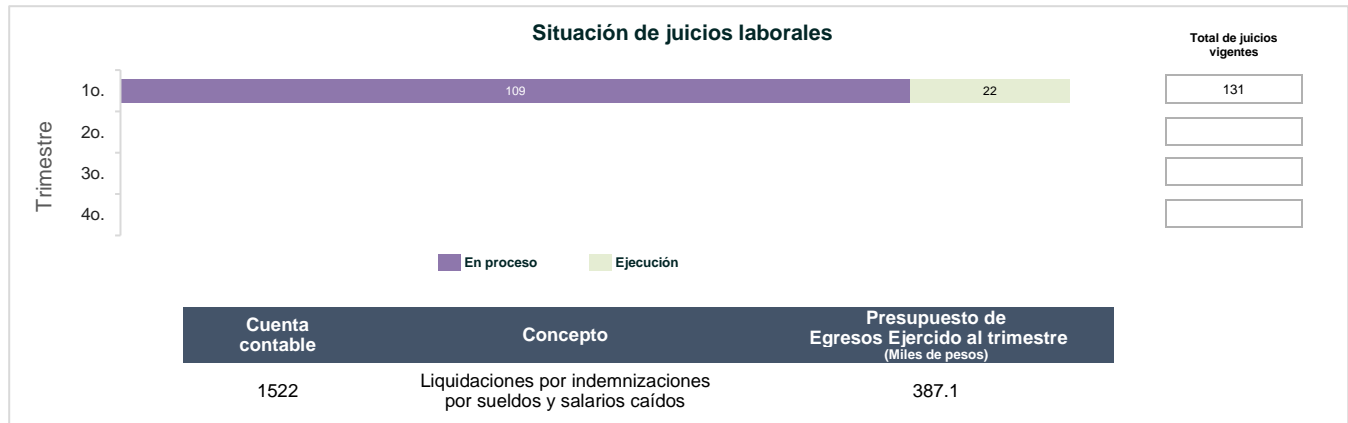 Situación de juicios laborales
Total de juicios
vigentes
Trimestre
1o.
109
22
131
2o.
3o.
4o.
En proceso
Ejecución
Cuenta
contable
Concepto
Presupuesto de
Egresos Ejercido al trimestre
(Miles de pesos)
1522
Liquidaciones por indemnizaciones
por sueldos y salarios caídos
387.1